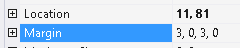 Location 11, 81
Margin 3, 0, 3, 0